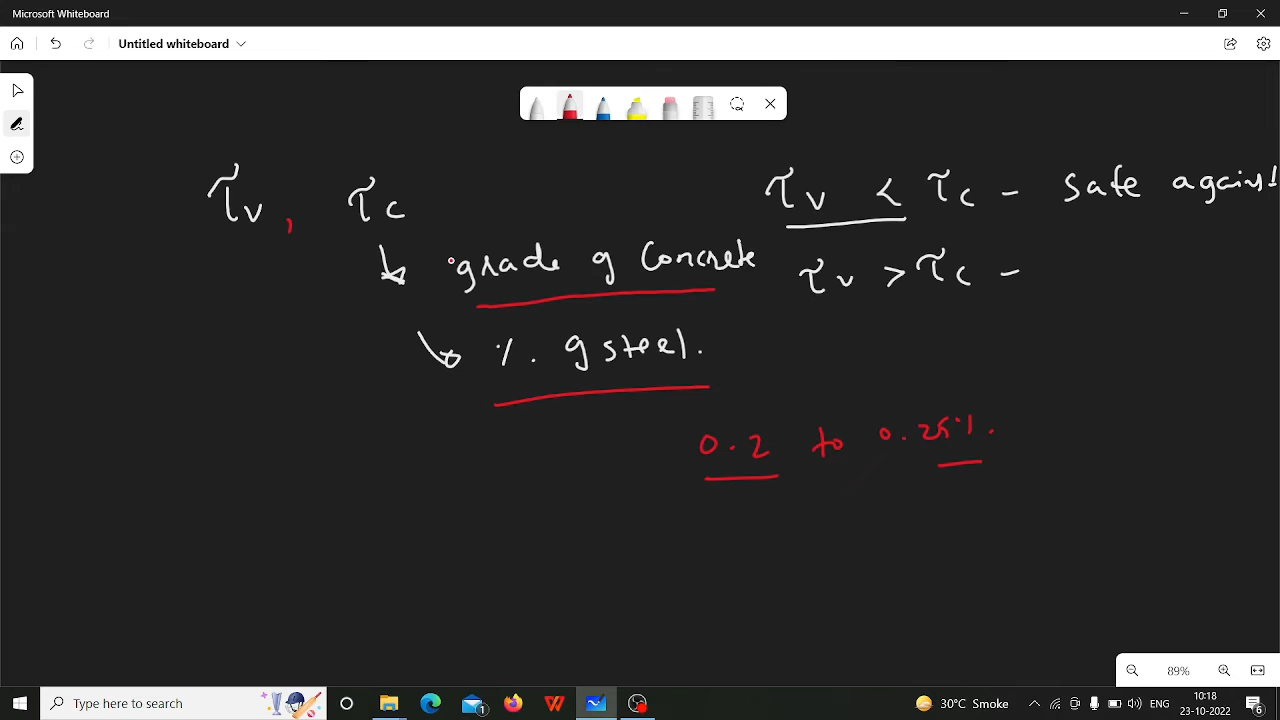 Microsoft Whiteboard
Untitled whiteboard
τv , τc
τv < τc - safe against
grade of concrete
τv > τc -
%. of steel.
0.2 to 0.25%.
89%
Type here to search
30°C Smoke
ENG
10:18
23-10-2022
6